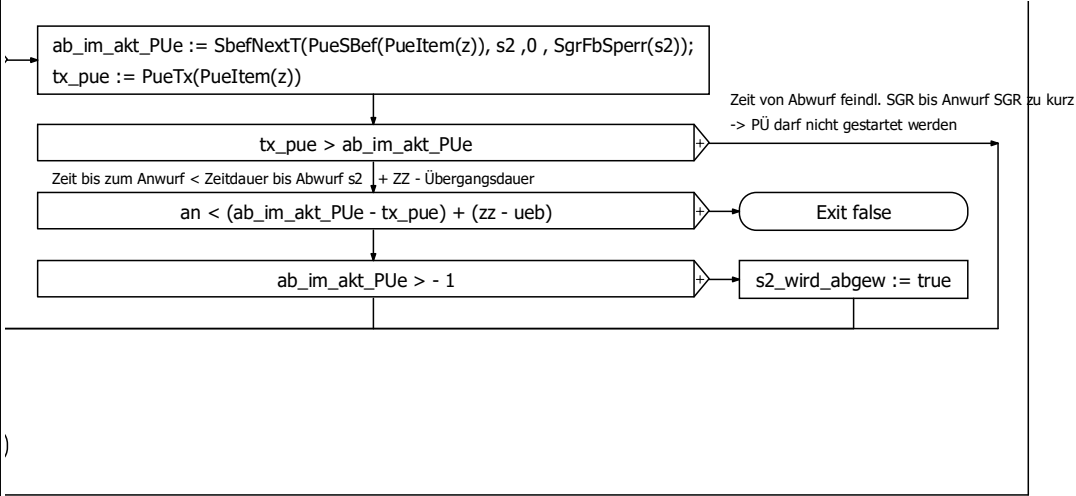 ab_im_akt_PUe := SbefNextT(PueSBef(PueItem(z)), s2 ,0 , SgrFbSperr(s2));
tx_pue := PueTx(PueItem(z))
Zeit von Abwurf feindl. SGR bis Anwurf SGR zu kurz
-> PÜ darf nicht gestartet werden
tx_pue > ab_im_akt_PUe
+
Zeit bis zum Anwurf < Zeitdauer bis Abwurf s2 + ZZ - Übergangsdauer
an < (ab_im_akt_PUe - tx_pue) + (zz - ueb)
+
Exit false
ab_im_akt_PUe > - 1
+
s2_wird_abgew := true